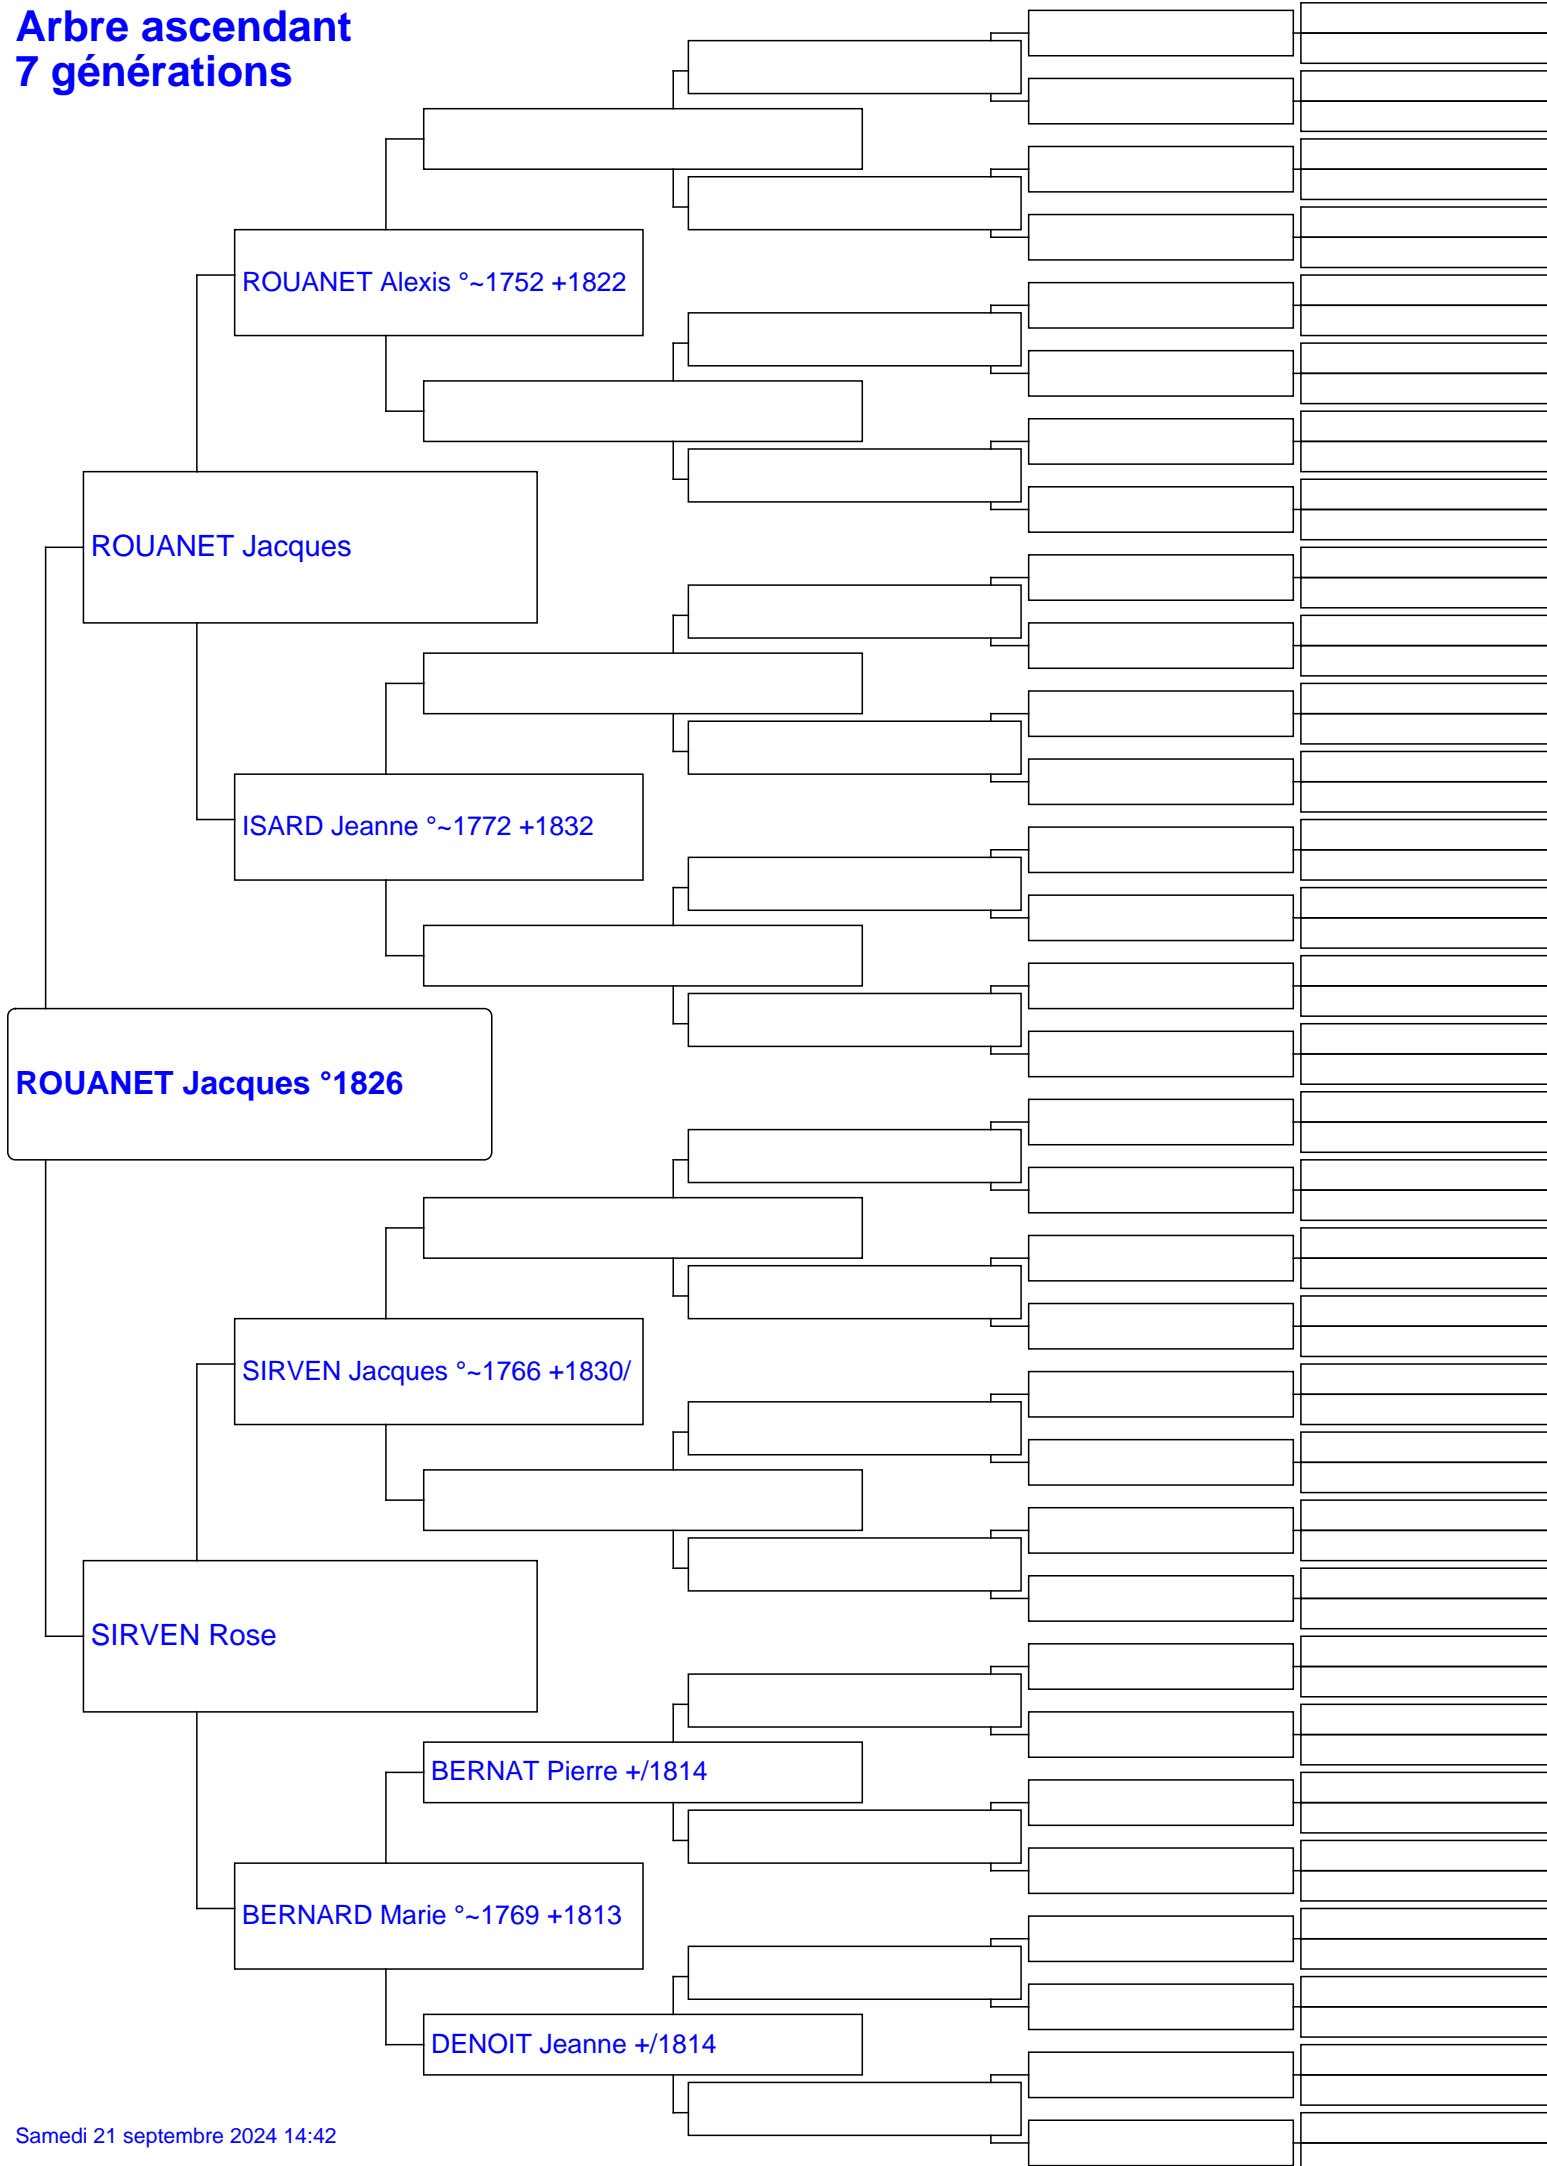 Arbre ascendant
7 générations
ROUANET Alexis °~1752 +1822
ROUANET Jacques
ISARD Jeanne °~1772 +1832
ROUANET Jacques °1826
SIRVEN Jacques °~1766 +1830/
SIRVEN Rose
BERNAT Pierre +/1814
BERNARD Marie °~1769 +1813
DENOIT Jeanne +/1814
Samedi 21 septembre 2024 14:42